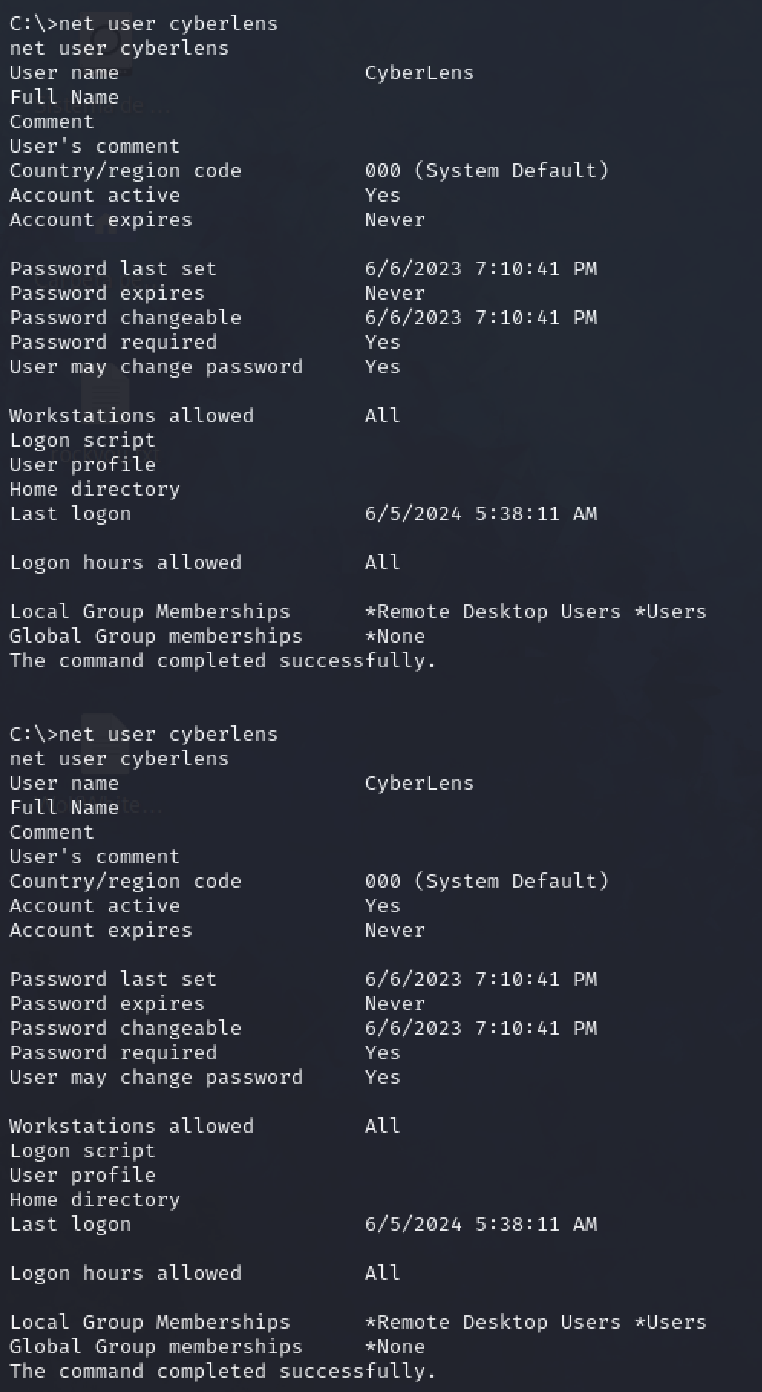 C:\>net user cyberlens
net user cyberlens
User name                    CyberLens
Full Name
Comment
User's comment
Country/region code          000 (System Default)
Account active               Yes
Account expires              Never

Password last set            6/6/2023 7:10:41 PM
Password expires             Never
Password changeable          6/6/2023 7:10:41 PM
Password required            Yes
User may change password     Yes

Workstations allowed         All
Logon script
User profile
Home directory
Last logon                   6/5/2024 5:38:11 AM

Logon hours allowed          All

Local Group Memberships      *Remote Desktop Users *Users
Global Group memberships     *None
The command completed successfully.


C:\>net user cyberlens
net user cyberlens
User name                    CyberLens
Full Name
Comment
User's comment
Country/region code          000 (System Default)
Account active               Yes
Account expires              Never

Password last set            6/6/2023 7:10:41 PM
Password expires             Never
Password changeable          6/6/2023 7:10:41 PM
Password required            Yes
User may change password     Yes

Workstations allowed         All
Logon script
User profile
Home directory
Last logon                   6/5/2024 5:38:11 AM

Logon hours allowed          All

Local Group Memberships      *Remote Desktop Users *Users
Global Group memberships     *None
The command completed successfully.